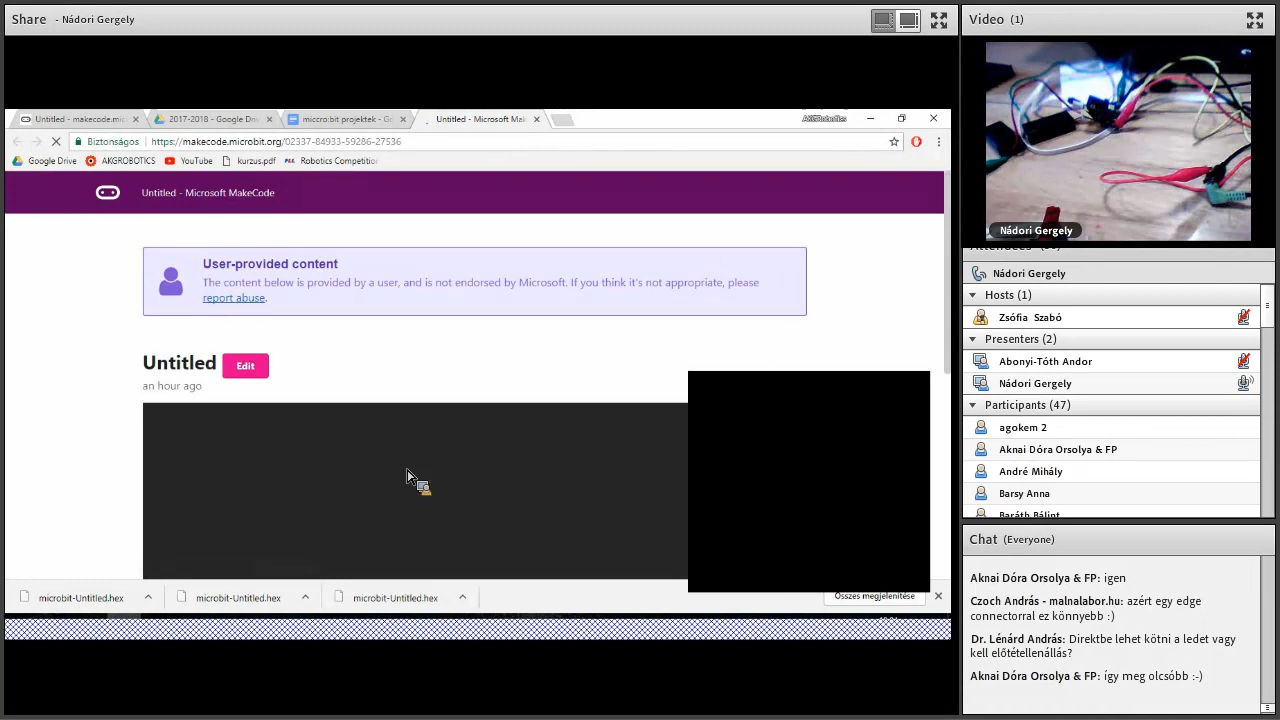 Share - Nádori Gergely
Untitled - makecode.mic
2017-2018 - Google Dri
micro:bit projektek - Go
Untitled - Microsoft Mak
Biztonságos
https://makecode.microbit.org/02337-84933-59286-27536
Google Drive
AKGROBOTICS
YouTube
kurzus.pdf
Robotics Competition
Untitled - Microsoft MakeCode
User-provided content
The content below is provided by a user, and is not endorsed by Microsoft. If you think it's not appropriate, please
report abuse.
Untitled
Edit
an hour ago
microbit-Untitled.hex
microbit-Untitled.hex
microbit-Untitled.hex
Összes megjelenítése
Video (1)
Nádori Gergely
Nádori Gergely
Hosts (1)
Zsófia Szabó
Presenters (2)
Abonyi-Tóth Andor
Nádori Gergely
Participants (47)
agokem 2
Aknai Dóra Orsolya & FP
André Mihály
Barsy Anna
Baráth Bálint
Chat (Everyone)
Aknai Dóra Orsolya & FP: igen
Czoch András - malnalabor.hu: azért egy edge
connectorral ez könnyebb :)
Dr. Lénárd András: Direktbe lehet kötni a ledet vagy
kell előtétellenállás?
Aknai Dóra Orsolya & FP: így meg olcsóbb :-)